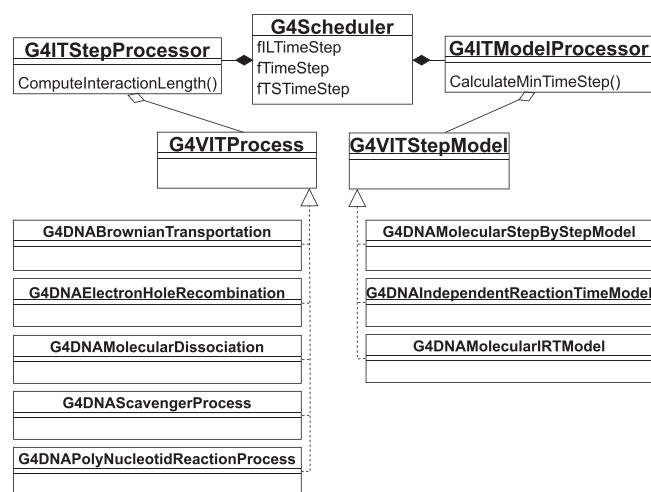 G4Scheduler
fILTimeStep
fTimeStep
fTSTimeStep
G4ITStepProcessor
ComputeInteractionLength()
G4ITModelProcessor
CalculateMinTimeStep()
G4VITProcess
G4VITStepModel
G4DNABrownianTransportation
G4DNAElectronHoleRecombination
G4DNAMolecularDissociation
G4DNAScavengerProcess
G4DNAPolyNucleotidReactionProcess
G4DNAMolecularStepByStepModel
G4DNAIndependentReactionTimeModel
G4DNAMolecularIRTModel